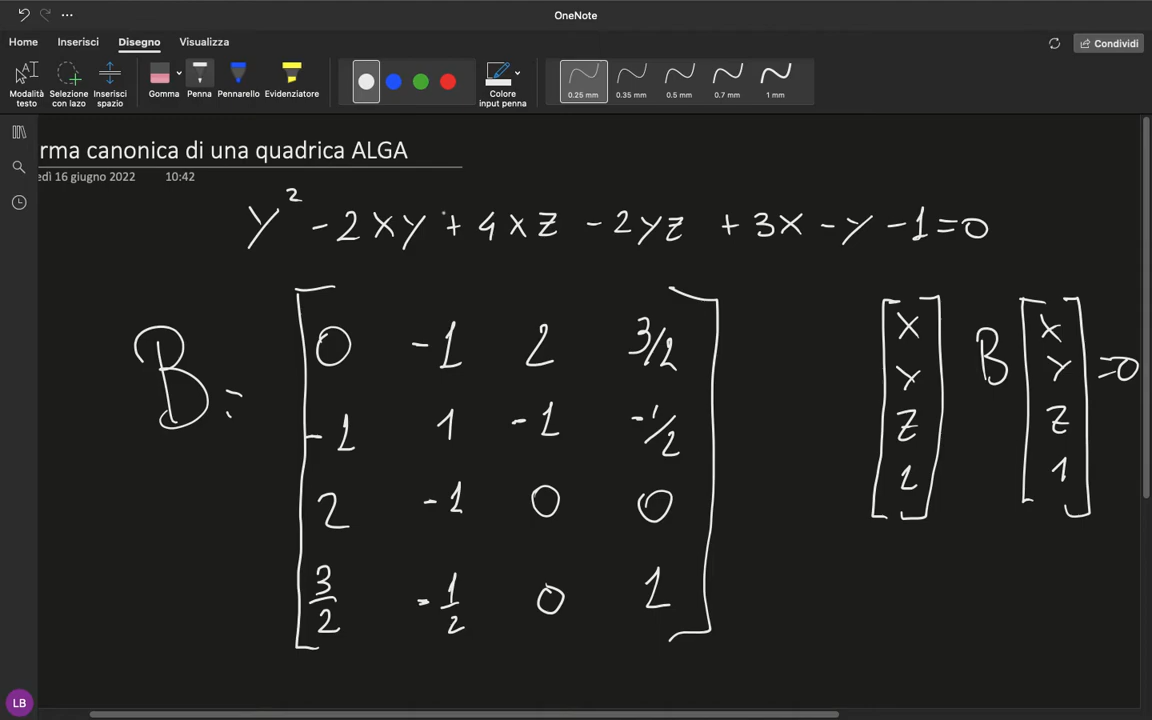 OneNote
Home Inserisci Disegno Visualizza
Condividi
Modalità testo
Selezione con lazo
Inserisci spazio
Gomma
Penna
Pennarello
Evidenziatore
Colore input penna
0.25 mm
0.35 mm
0.5 mm
0.7 mm
1 mm
rma canonica di una quadrica ALGA
edì 16 giugno 2022 10:42
y² - 2xy + 4xz - 2yz + 3x - y - 1 = 0
B =
0 -1 2 3/2
-1 1 -1 -1/2
2 -1 0 0
3/2 -1/2 0 1
[x y z 1] B [x y z 1] = 0
LB